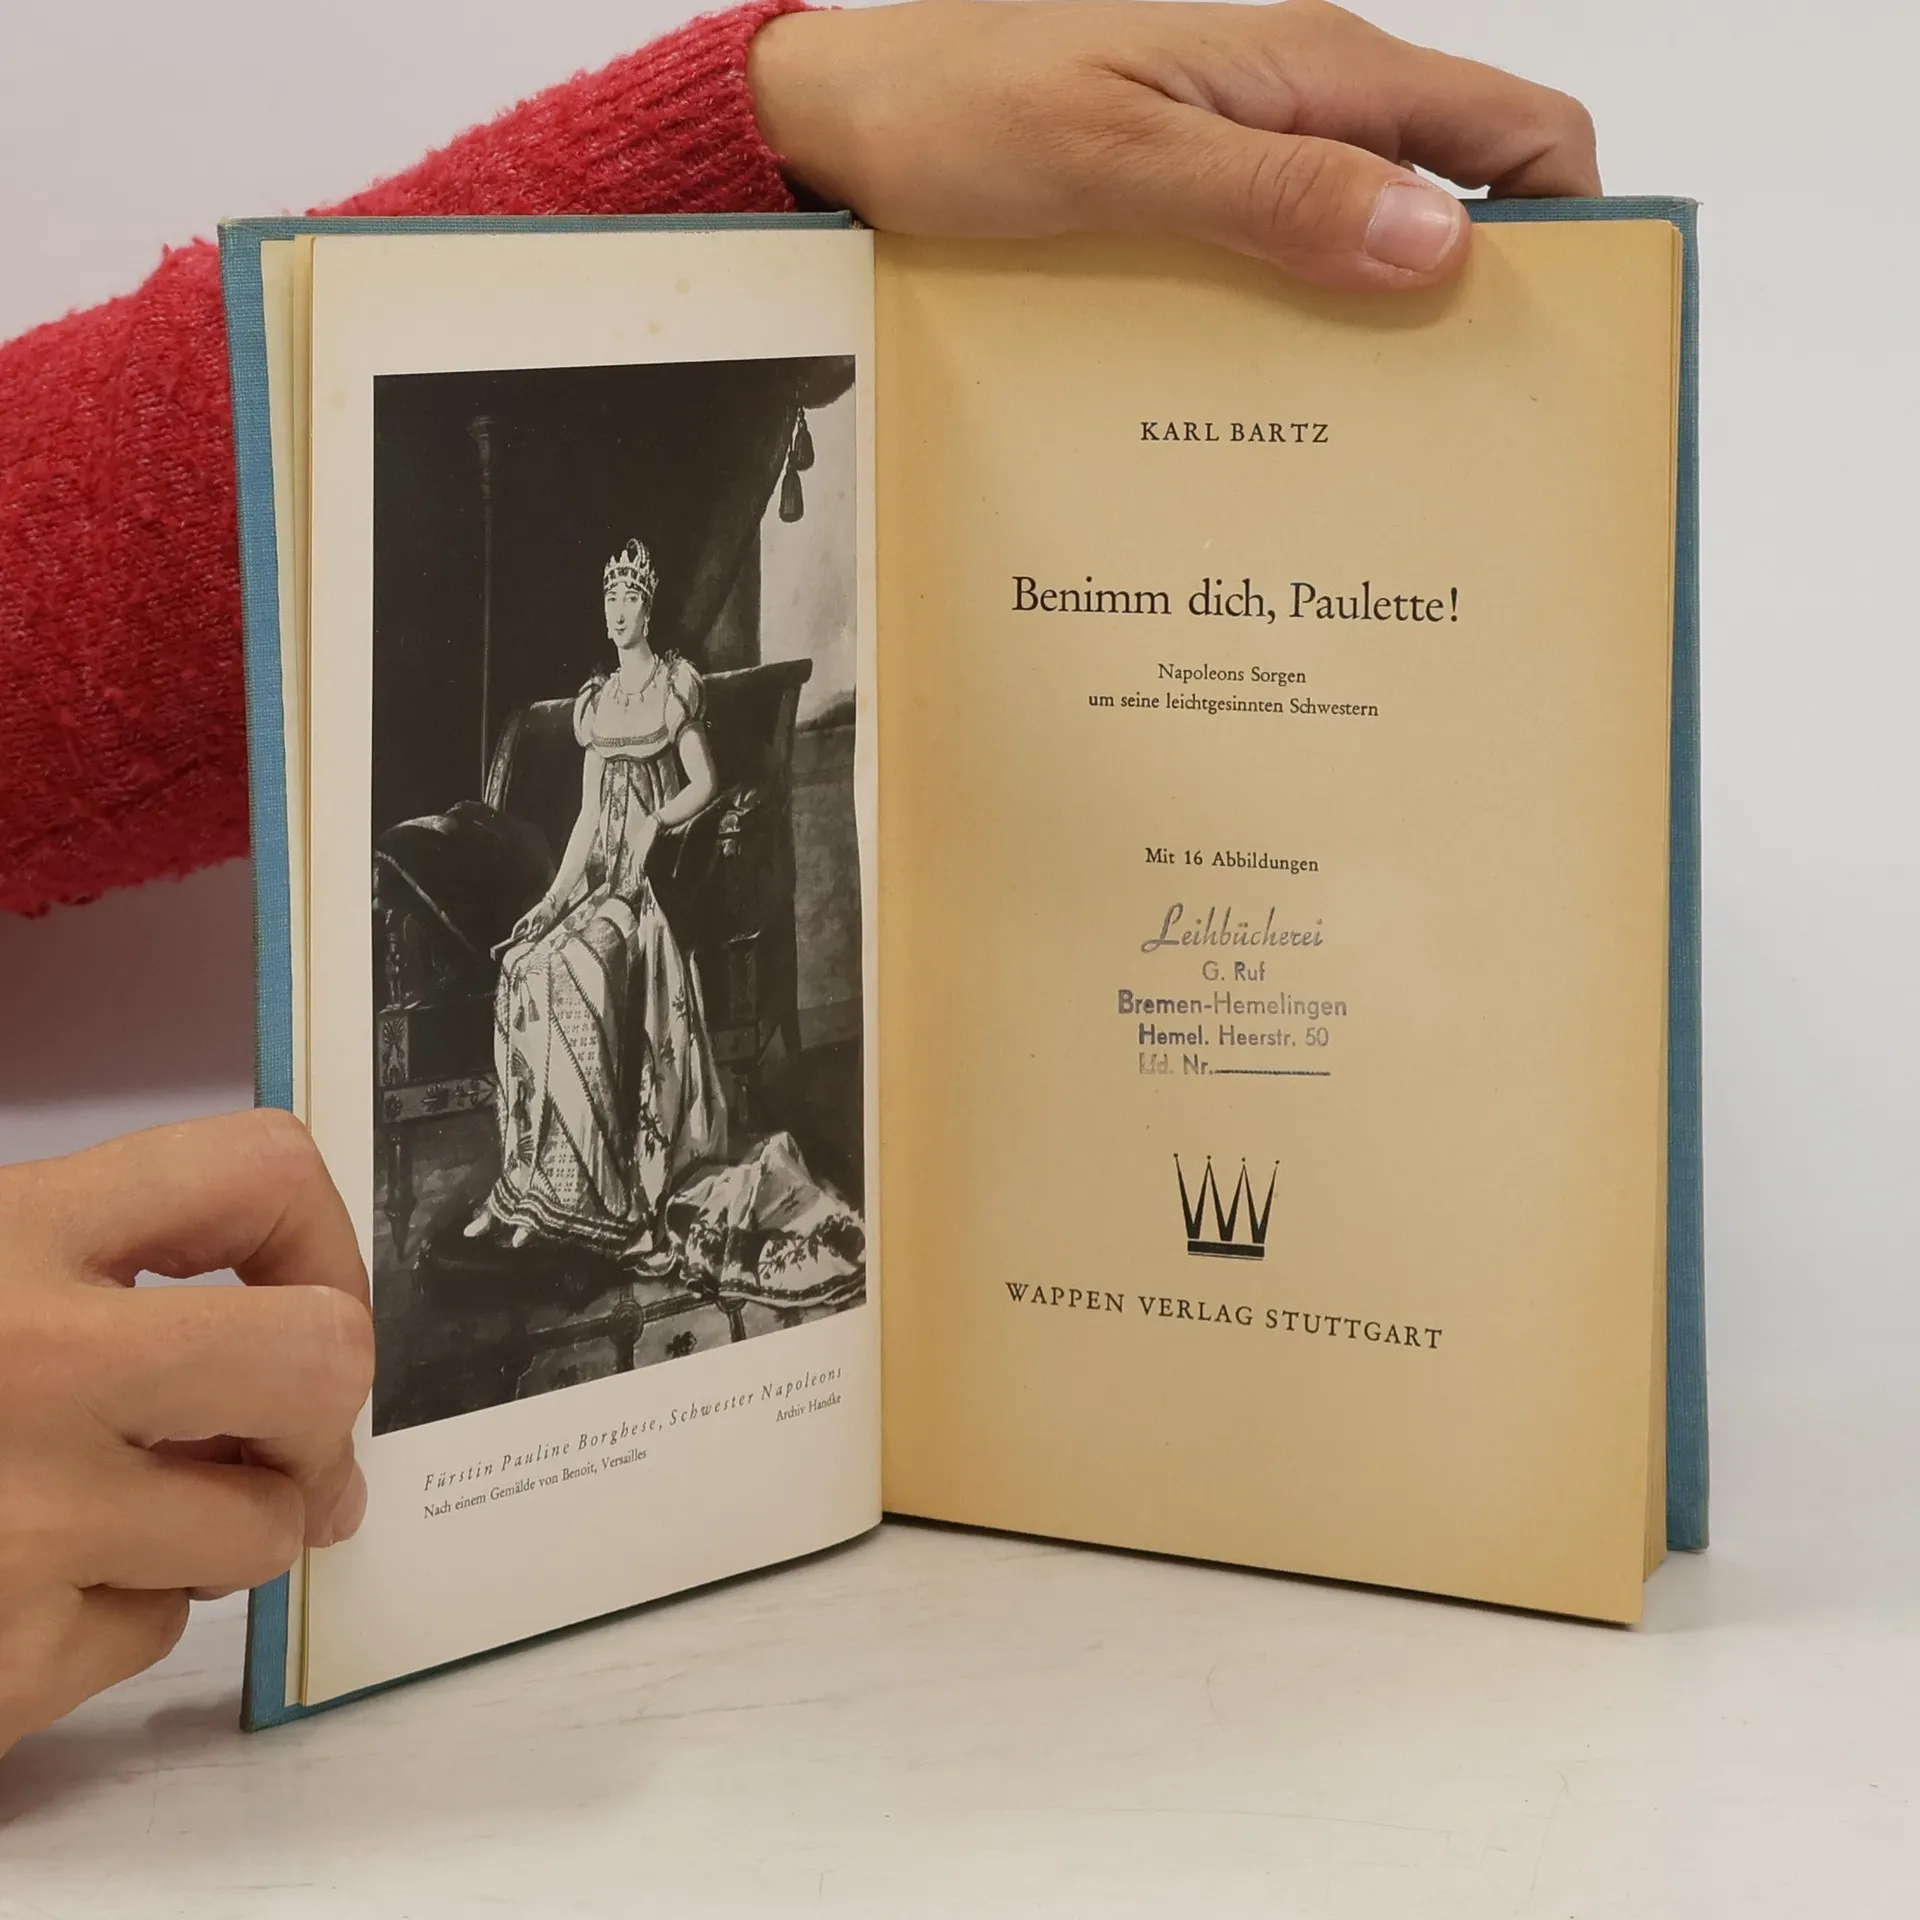 Fürstin Pauline Borghese, Schwester Napoleons
Archiv Handke
Nach einem Gemälde von Benoit, Versailles
KARL BARTZ
Benimm dich, Paulette!
Napoleons Sorgen
um seine leichtgesinnten Schwestern
Mit 16 Abbildungen
Leihbücherei
G. Ruf
Bremen-Hemelingen
Hemel. Heerstr. 50
Lfd. Nr.
WAPPEN VERLAG STUTTGART